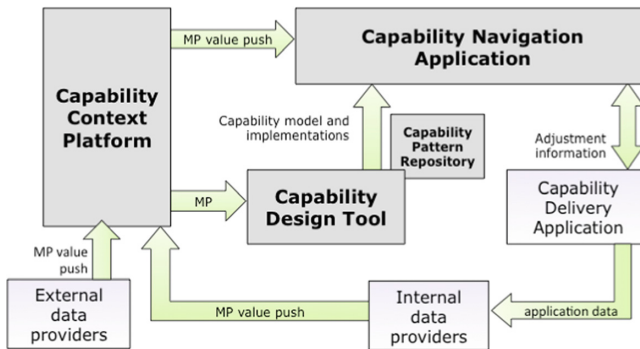 MP value push
Capability Navigation
Application
Capability
Context
Platform
Capability model and
implementations
Capability
Pattern
Repository
Adjustment
information
MP
Capability
Design Tool
Capability
Delivery
Application
MP value
push
External
data
providers
MP value push
Internal
data
providers
application data